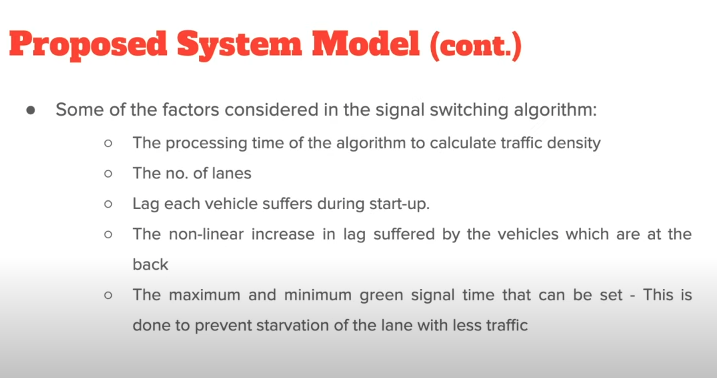 Proposed System Model (cont.)
● Some of the factors considered in the signal switching algorithm:
○ The processing time of the algorithm to calculate traffic density
○ The no. of lanes
○ Lag each vehicle suffers during start-up.
○ The non-linear increase in lag suffered by the vehicles which are at the
back
○ The maximum and minimum green signal time that can be set - This is
done to prevent starvation of the lane with less traffic